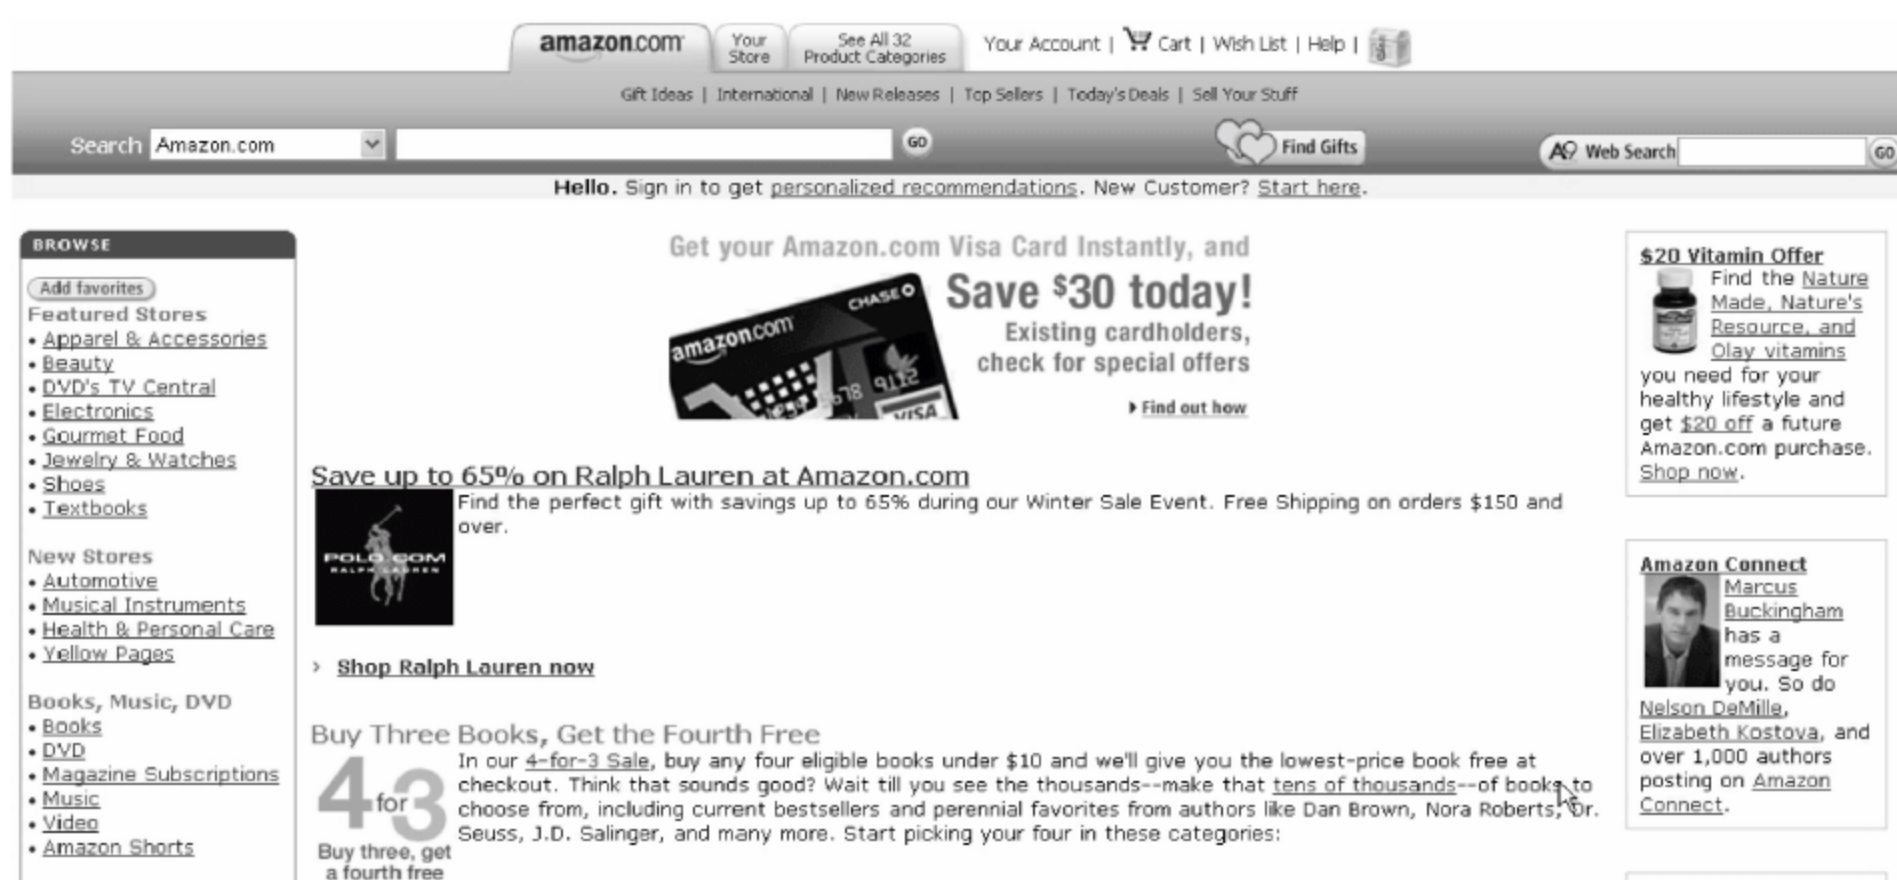 amazon.com
Your Store
See All 32 Product Categories
Your Account | Cart | Wish List | Help |
Gift Ideas | International | New Releases | Top Sellers | Today's Deals | Sell Your Stuff
Search Amazon.com GO
Find Gifts
A9 Web Search GO
Hello. Sign in to get personalized recommendations. New Customer? Start here.
BROWSE
Add favorites
Featured Stores
• Apparel & Accessories
• Beauty
• DVD's TV Central
• Electronics
• Gourmet Food
• Jewelry & Watches
• Shoes
• Textbooks
New Stores
• Automotive
• Musical Instruments
• Health & Personal Care
• Yellow Pages
Books, Music, DVD
• Books
• DVD
• Magazine Subscriptions
• Music
• Video
• Amazon Shorts
Get your Amazon.com Visa Card Instantly, and
Save $30 today!
Existing cardholders,
check for special offers
Find out how
CHASE
amazon.com
678 9112
VISA
Save up to 65% on Ralph Lauren at Amazon.com
Find the perfect gift with savings up to 65% during our Winter Sale Event. Free Shipping on orders $150 and
over.
POLO.COM
RALPH LAUREN
› Shop Ralph Lauren now
Buy Three Books, Get the Fourth Free
4 for 3
Buy three, get
a fourth free
In our 4-for-3 Sale, buy any four eligible books under $10 and we'll give you the lowest-price book free at
checkout. Think that sounds good? Wait till you see the thousands--make that tens of thousands--of books to
choose from, including current bestsellers and perennial favorites from authors like Dan Brown, Nora Roberts, Dr.
Seuss, J.D. Salinger, and many more. Start picking your four in these categories:
$20 Vitamin Offer
Find the Nature
Made, Nature's
Resource, and
Olay vitamins
you need for your
healthy lifestyle and
get $20 off a future
Amazon.com purchase.
Shop now.
Amazon Connect
Marcus
Buckingham
has a
message for
you. So do
Nelson DeMille,
Elizabeth Kostova, and
over 1,000 authors
posting on Amazon
Connect.